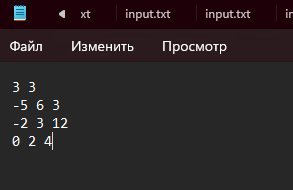 xt input.txt input.txt in
Файл Изменить Просмотр
3 3
-5 6 3
-2 3 12
0 2 4